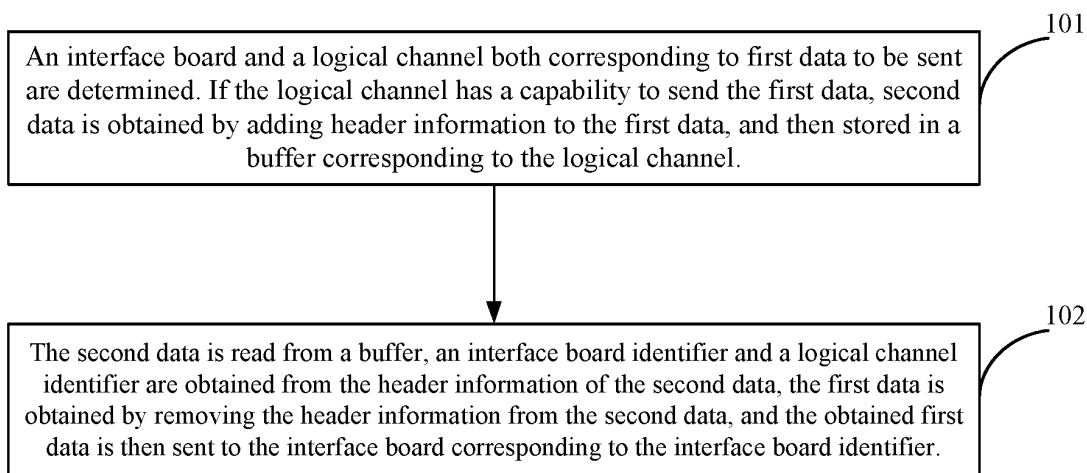 101
An interface board and a logical channel both corresponding to first data to be sent
are determined. If the logical channel has a capability to send the first data, second
data is obtained by adding header information to the first data, and then stored in a
buffer corresponding to the logical channel.
102
The second data is read from a buffer, an interface board identifier and a logical channel
identifier are obtained from the header information of the second data, the first data is
obtained by removing the header information from the second data, and the obtained first
data is then sent to the interface board corresponding to the interface board identifier.